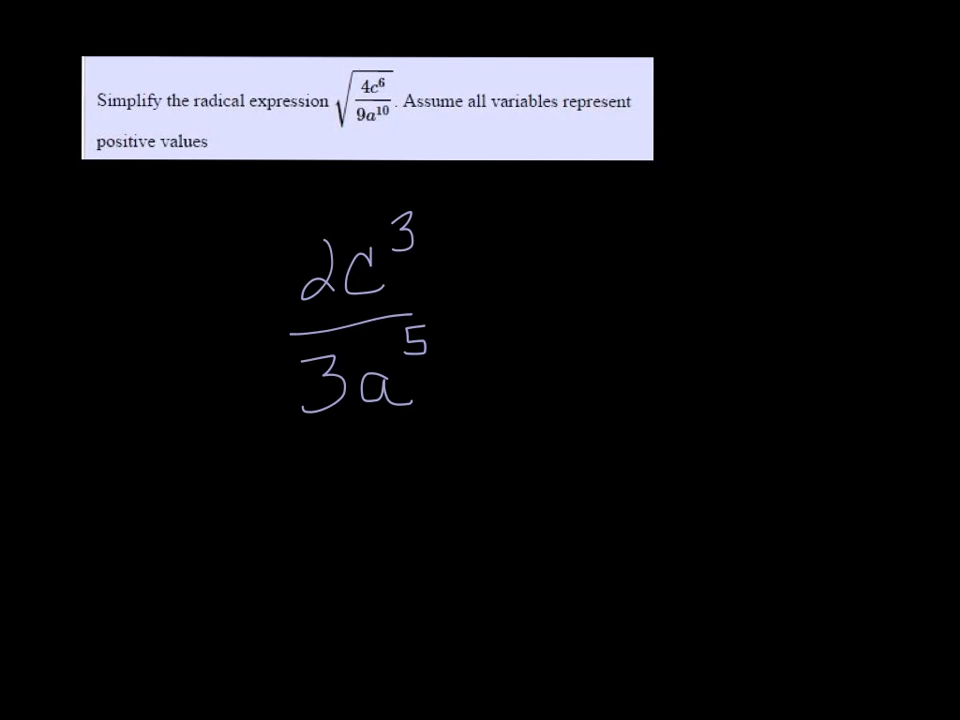 Simplify the radical expression √(4c⁶/9a¹⁰). Assume all variables represent
positive values
2c³
3a⁵